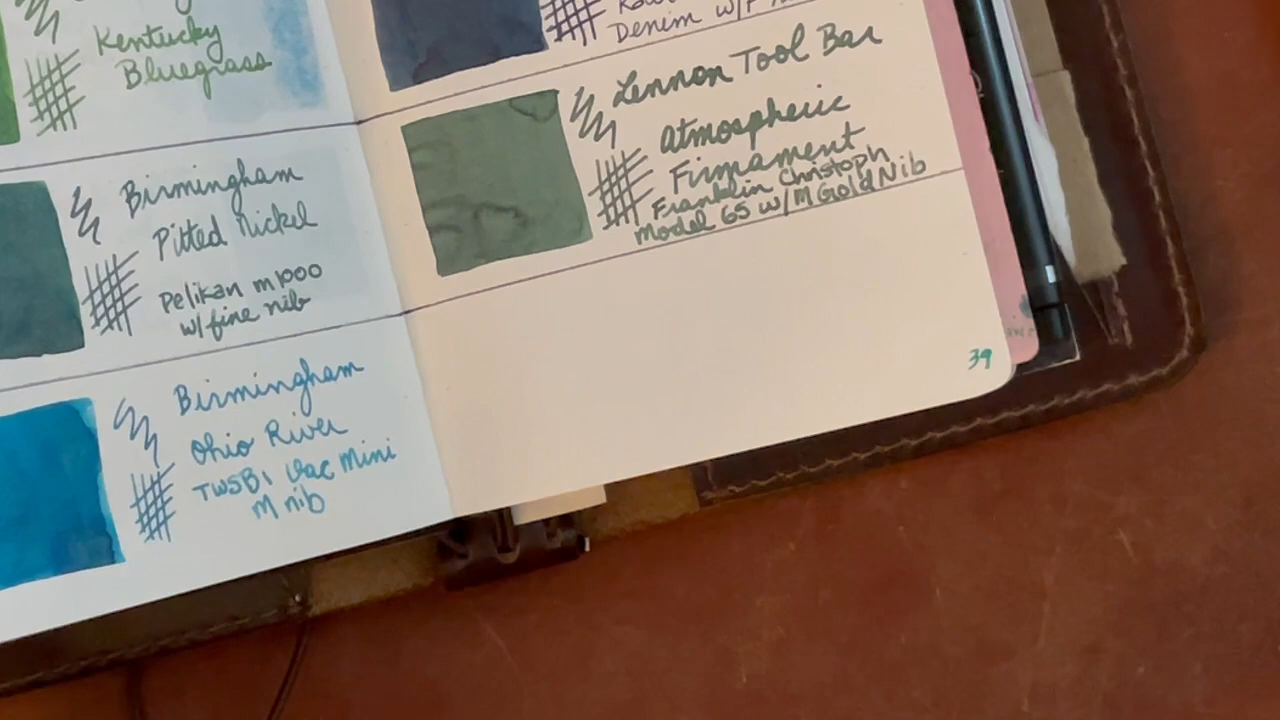 Kentucky
Bluegrass
Birmingham
Pitted Nickel
Pelikan m1000
w/fine nib
Birmingham
Ohio River
TWSBI Vac Mini
M nib
Denim w/F
Lennon Tool Bar
Atmospheric
Firmament
Franklin Christoph
Model 65 w/M Gold Nib
39